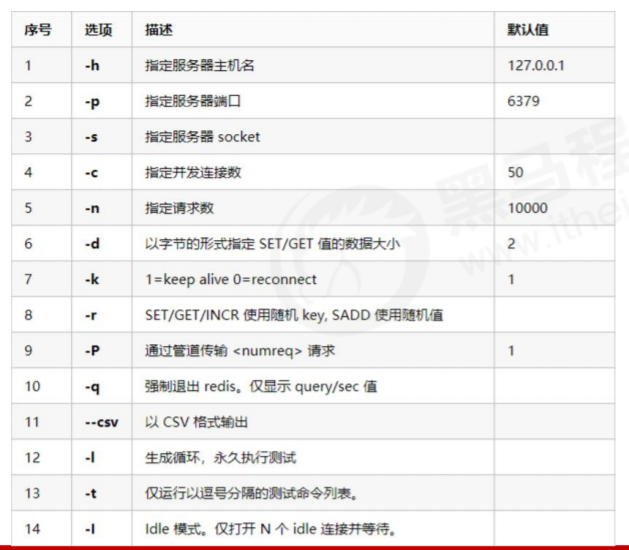 序号 选项 描述 默认值
1 -h 指定服务器主机名 127.0.0.1
2 -p 指定服务器端口 6379
3 -s 指定服务器 socket
4 -c 指定并发连接数 50
5 -n 指定请求数 10000
6 -d 以字节的形式指定 SET/GET 值的数据大小 2
7 -k 1=keep alive 0=reconnect 1
8 -r SET/GET/INCR 使用随机 key, SADD 使用随机值
9 -P 通过管道传输 <numreq> 请求 1
10 -q 强制退出 redis。仅显示 query/sec 值
11 --csv 以 CSV 格式输出
12 -l 生成循环，永久执行测试
13 -t 仅运行以逗号分隔的测试命令列表。
14 -I Idle 模式。仅打开 N 个 idle 连接并等待。
黑马程
www.ithei